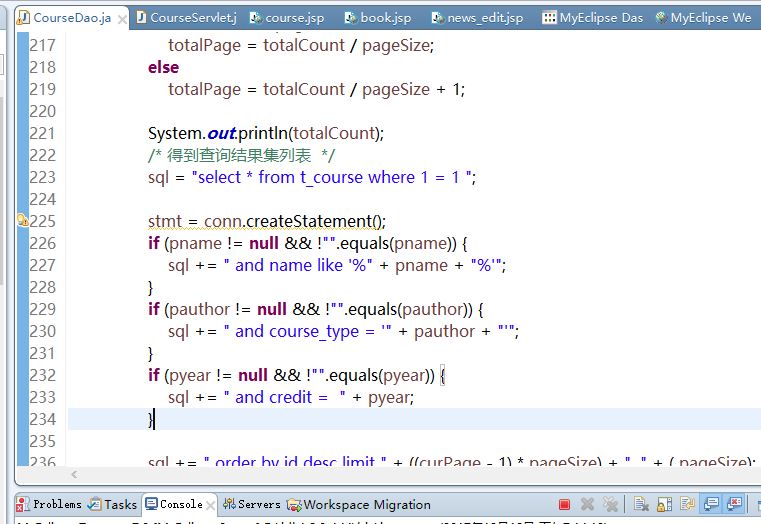 CourseDao.ja CourseServlet.j course.jsp book.jsp news_edit.jsp MyEclipse Das MyEclipse We
217 totalPage = totalCount / pageSize;
218 else
219 totalPage = totalCount / pageSize + 1;
220
221 System.out.println(totalCount);
222 /* 得到查询结果集列表 */
223 sql = "select * from t_course where 1 = 1 ";
224
225 stmt = conn.createStatement();
226 if (pname != null && !"".equals(pname)) {
227 sql += " and name like '%" + pname + "%'";
228 }
229 if (pauthor != null && !"".equals(pauthor)) {
230 sql += " and course_type = '" + pauthor + "'";
231 }
232 if (pyear != null && !"".equals(pyear)) {
233 sql += " and credit =  " + pyear;
234 }
235
236 sql += " order by id desc limit " + ((curPage - 1) * pageSize) + " " + ( pageSize);
Problems Tasks Console Servers Workspace Migration